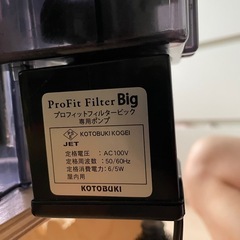 ProFit Filter Big
プロフィットフィルタービック
専用ポンプ
KOTOBUKI KOGEI
JET
定格電圧：AC100V
定格周波数：50/60Hz
定格消費電力：6/5W
屋内用
KOTOBUKI